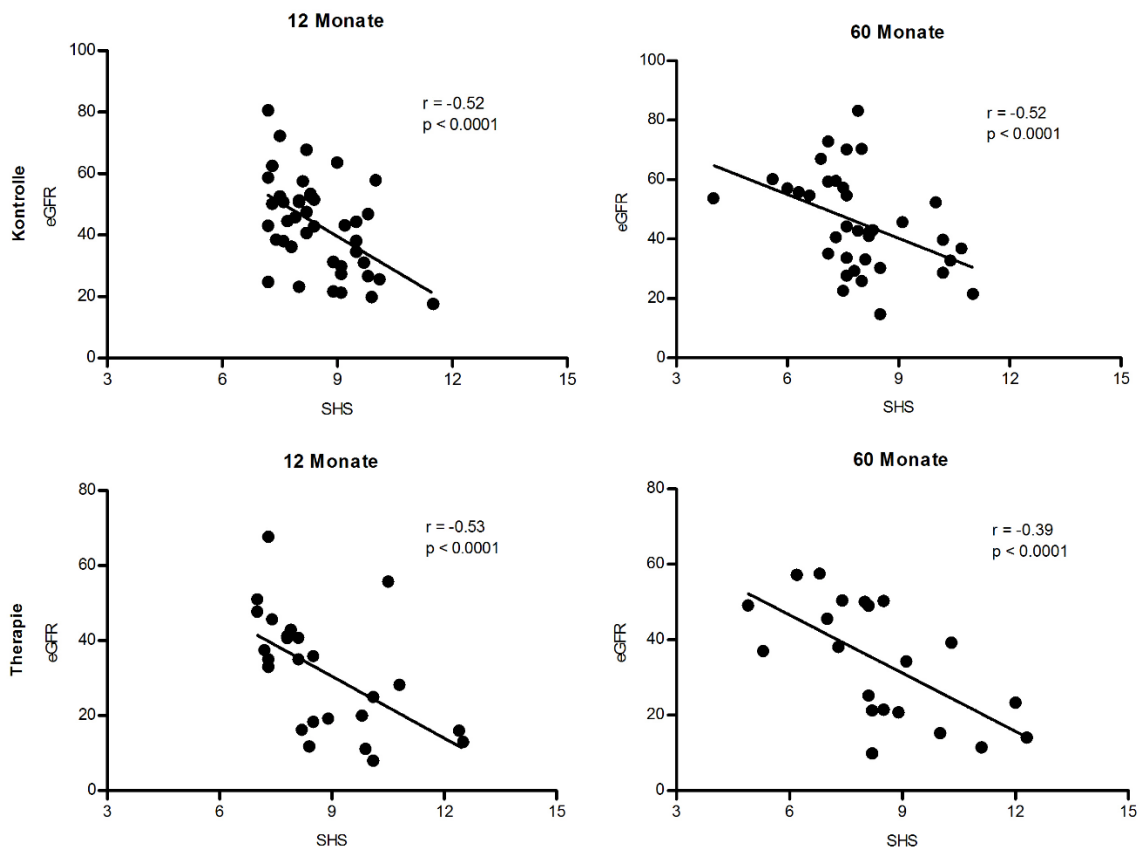 12 Monate
100
80
60
40
20
0
3
6
9
12
15
Kontrolle
eGFR
SHS
r = -0.52
p < 0.0001
60 Monate
100
80
60
40
20
0
3
6
9
12
15
eGFR
SHS
r = -0.52
p < 0.0001
12 Monate
80
60
40
20
0
3
6
9
12
15
Therapie
eGFR
SHS
r = -0.53
p < 0.0001
60 Monate
80
60
40
20
0
3
6
9
12
15
eGFR
SHS
r = -0.39
p < 0.0001